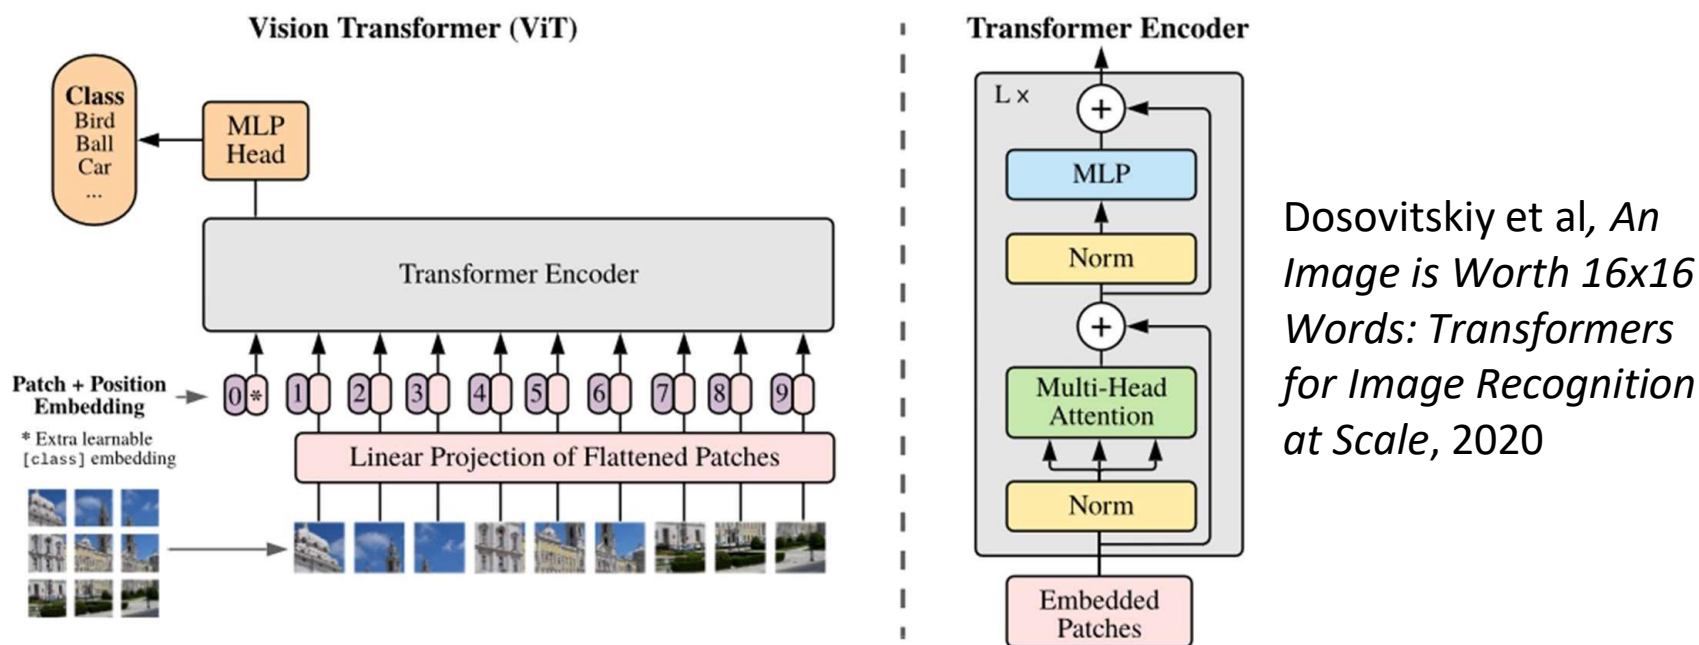 Vision Transformer (ViT)
Class
Bird
Ball
Car
...
MLP
Head
Transformer Encoder
Patch + Position
Embedding
* Extra learnable
[class] embedding
0 * 1 2 3 4 5 6 7 8 9
Linear Projection of Flattened Patches
Transformer Encoder
L x
+
MLP
Norm
+
Multi-Head
Attention
Norm
Embedded
Patches
Dosovitskiy et al, An
Image is Worth 16x16
Words: Transformers
for Image Recognition
at Scale, 2020